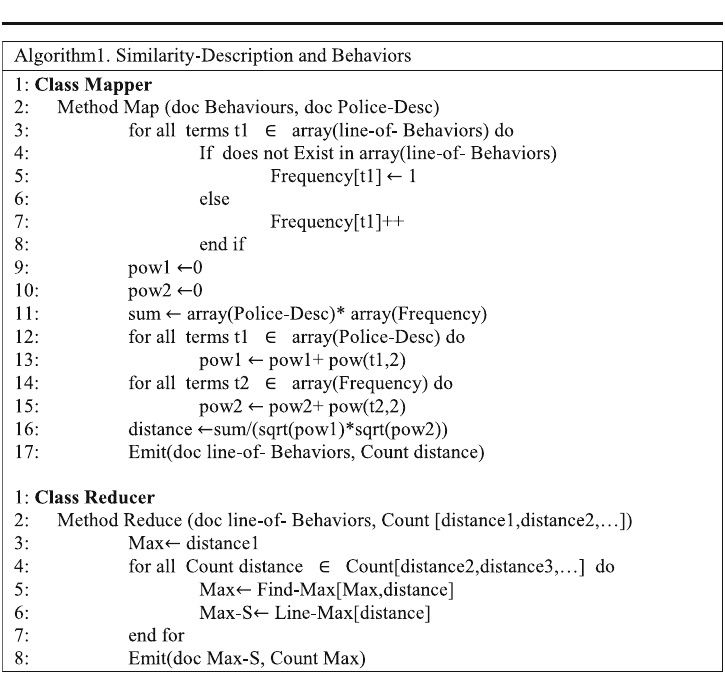 Algorithm1. Similarity-Description and Behaviors
1: Class Mapper
2: Method Map (doc Behaviours, doc Police-Desc)
3: for all terms t1 ∈ array(line-of- Behaviors) do
4: If does not Exist in array(line-of- Behaviors)
5: Frequency[t1] ← 1
6: else
7: Frequency[t1]++
8: end if
9: pow1 ←0
10: pow2 ←0
11: sum ← array(Police-Desc)* array(Frequency)
12: for all terms t1 ∈ array(Police-Desc) do
13: pow1 ← pow1+ pow(t1,2)
14: for all terms t2 ∈ array(Frequency) do
15: pow2 ← pow2+ pow(t2,2)
16: distance ←sum/(sqrt(pow1)*sqrt(pow2))
17: Emit(doc line-of- Behaviors, Count distance)
1: Class Reducer
2: Method Reduce (doc line-of- Behaviors, Count [distance1,distance2,…])
3: Max← distance1
4: for all Count distance ∈ Count[distance2,distance3,…] do
5: Max← Find-Max[Max,distance]
6: Max-S← Line-Max[distance]
7: end for
8: Emit(doc Max-S, Count Max)